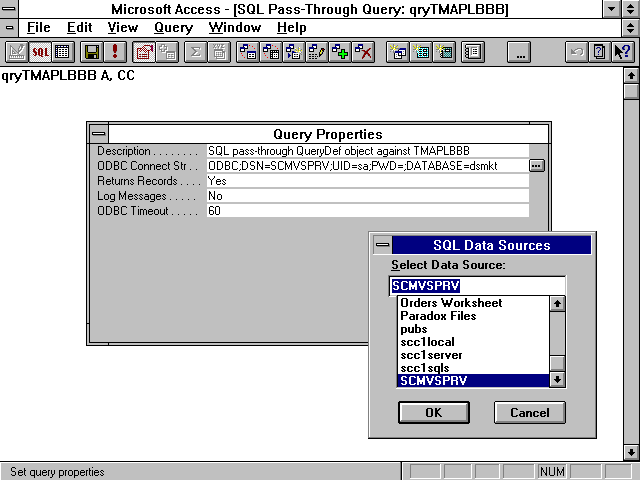 Microsoft Access - [SQL Pass-Through Query: qryTMAPLBBB]
File Edit View Query Window Help
SQL
qryTMAPLBBB A, CC
Query Properties
Description . . . . . . . . SQL pass-through QueryDef object against TMAPLBBB
ODBC Connect Str . . ODBC;DSN=SCMVSPRV;UID=sa;PWD=;DATABASE=dsmkt
Returns Records . . . . Yes
Log Messages . . . . . No
ODBC Timeout . . . . . 60
SQL Data Sources
Select Data Source:
SCMVSPRV
Orders Worksheet
Paradox Files
pubs
scc1local
scc1server
scc1sqls
SCMVSPRV
OK Cancel
Set query properties NUM